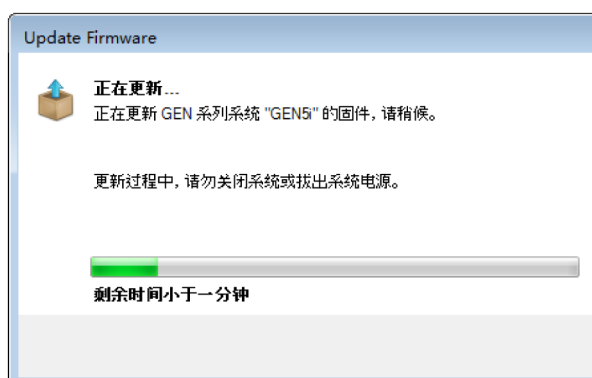 Update Firmware
正在更新...
正在更新 GEN 系列系统 "GEN5i" 的固件, 请稍候。
更新过程中, 请勿关闭系统或拔出系统电源。
剩余时间小于一分钟